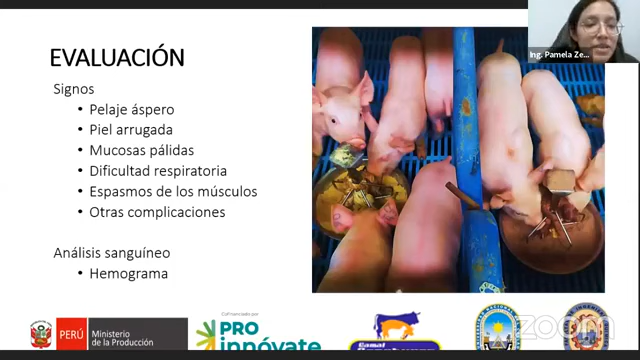 Ing. Pamela Ze...
EVALUACIÓN
Signos
• Pelaje áspero
• Piel arrugada
• Mucosas pálidas
• Dificultad respiratoria
• Espasmos de los músculos
• Otras complicaciones
Análisis sanguíneo
• Hemograma
PERÚ
Ministerio
de la Producción
Cofinanciado por
PRO
innóvate
Camal
zoom